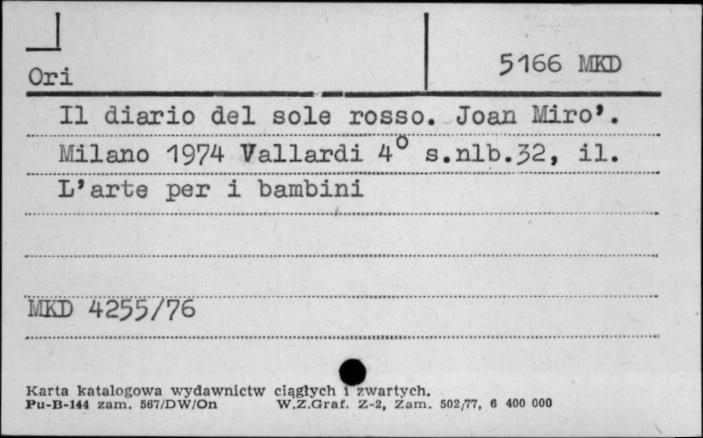 5166 MKD
Ori
Il diario del sole rosso. Joan Miro'.
Milano 1974 Vallardi 4° s.nlb.32, il.
L'arte per i bambini
MKD 4255/76
Karta katalogowa wydawnictw ciągłych i zwartych.
Pu-B-144 zam. 567/DW/On W.Z.Graf. Z-2, Zam. 502/77, 6 400 000